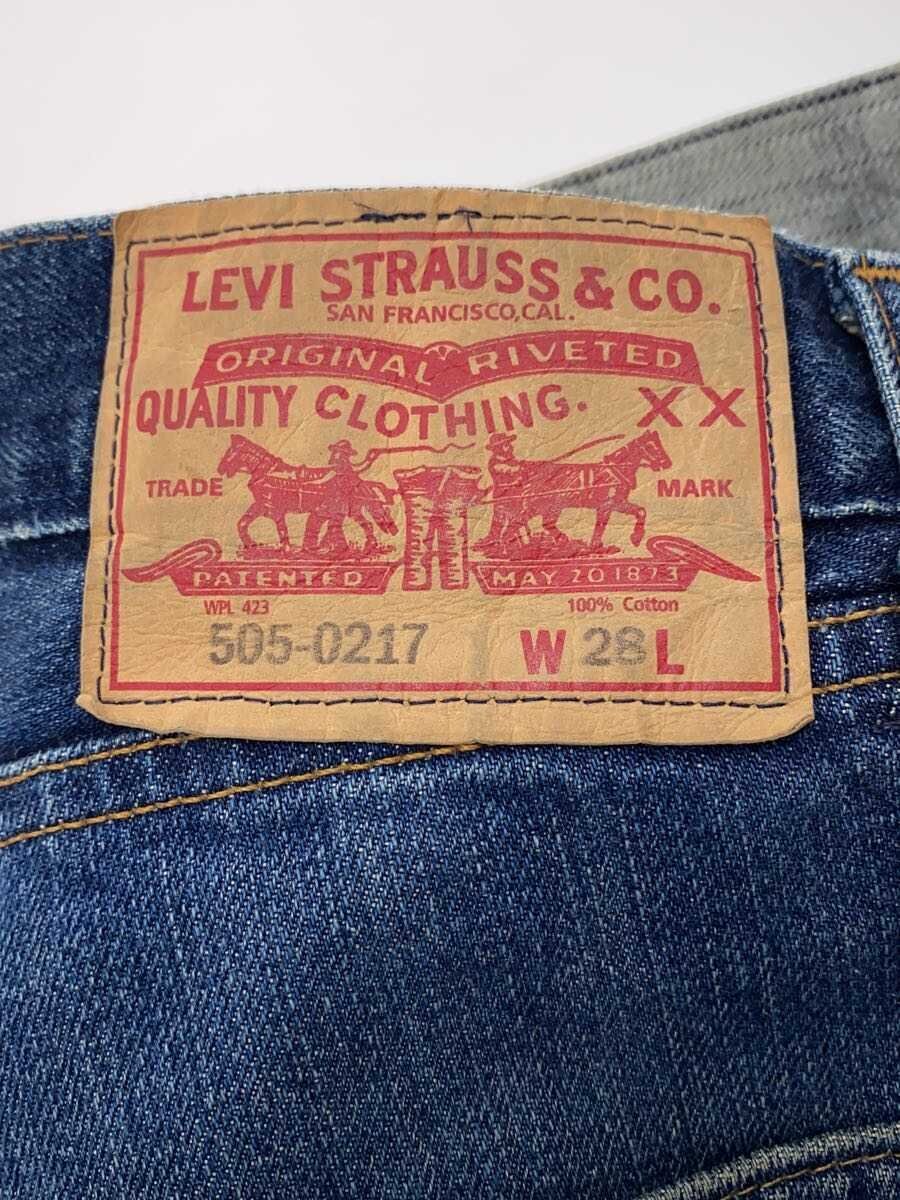 LEVI STRAUSS & CO.
SAN FRANCISCO, CAL.
ORIGINAL RIVETED
QUALITY CLOTHING. XX
TRADE MARK
PATENTED MAY 20 1873
WPL 423 100% Cotton
505-0217 W 28 L